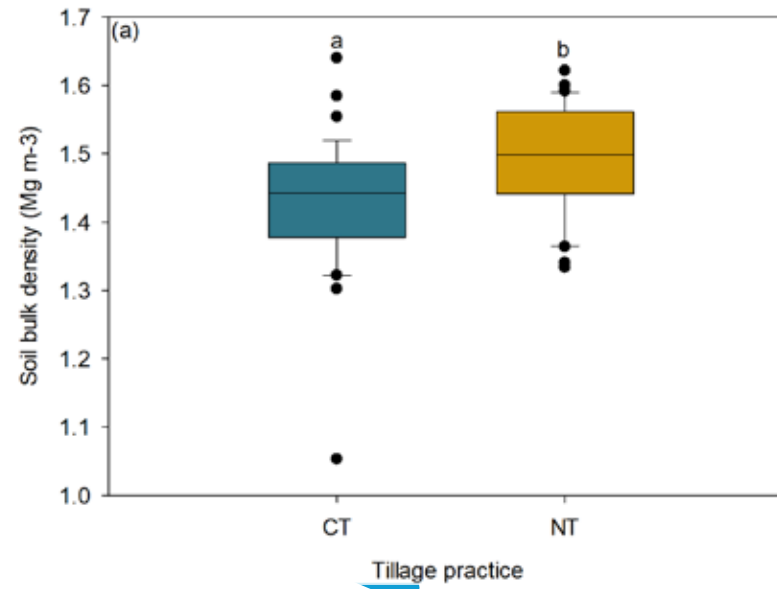 (a)
a
b
1.7
1.6
1.5
1.4
1.3
1.2
1.1
1.0
Soil bulk density (Mg m-3)
CT
NT
Tillage practice